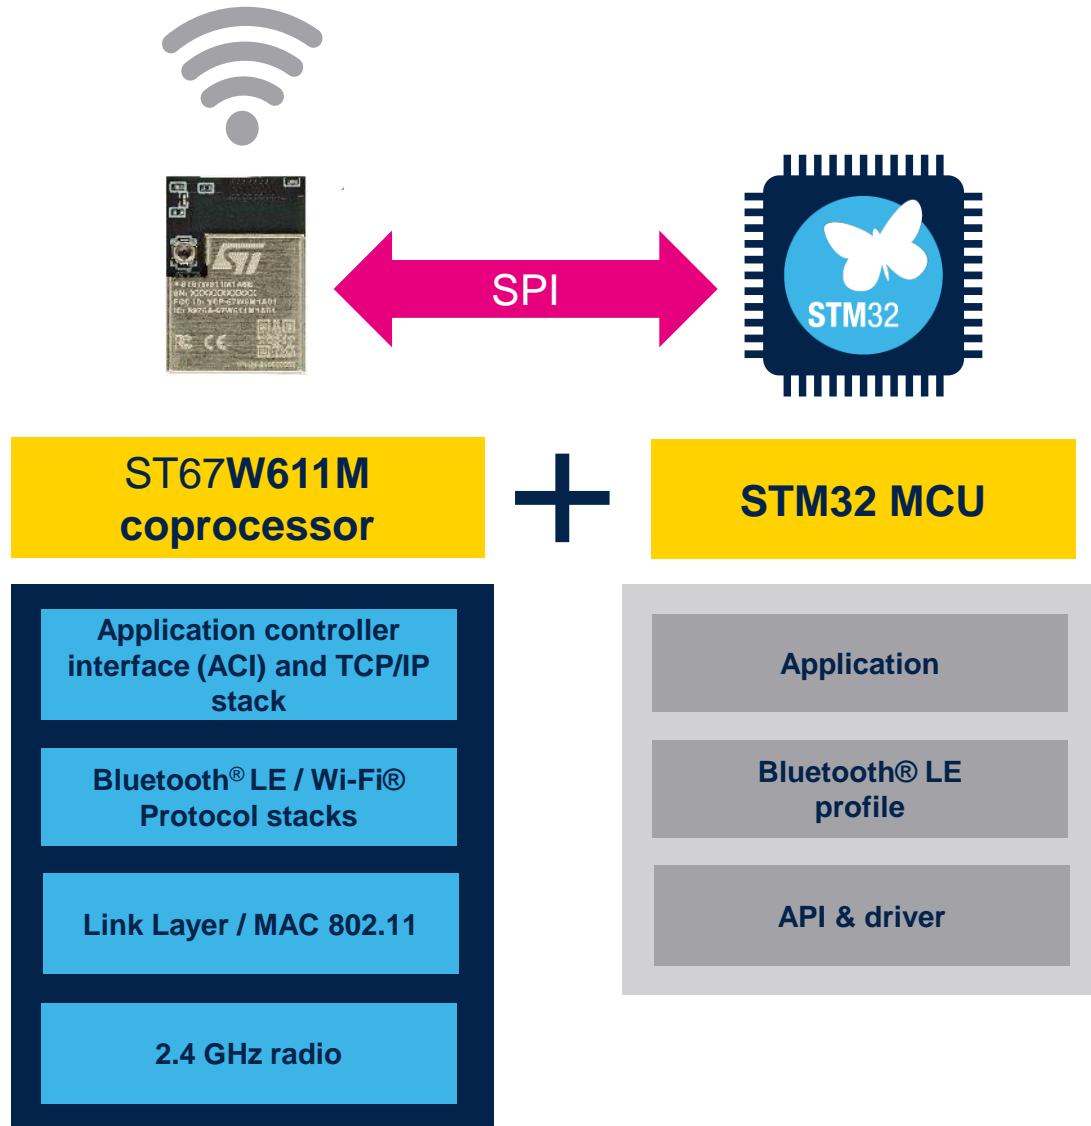 SPI
STM32
ST67W611M
coprocessor
STM32 MCU
Application controller
interface (ACI) and TCP/IP
stack
Bluetooth® LE / Wi-Fi®
Protocol stacks
Link Layer / MAC 802.11
2.4 GHz radio
Application
Bluetooth® LE
profile
API & driver